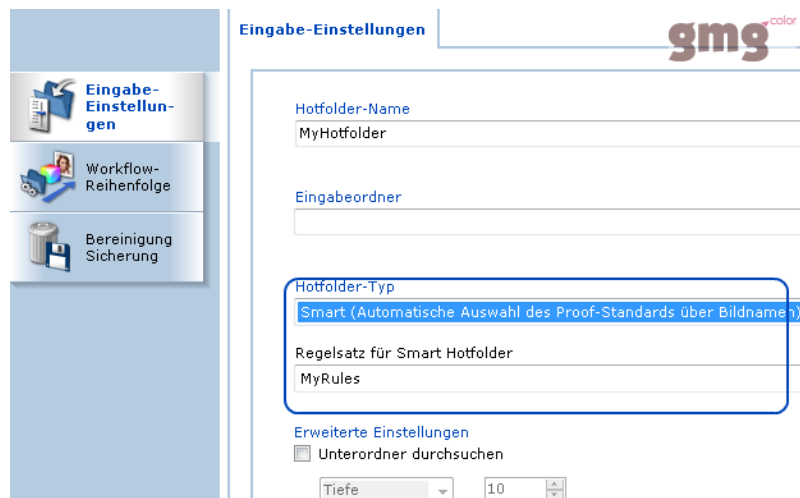 Eingabe-Einstellungen
gmg color
Eingabe-
Einstellun-
gen
Workflow-
Reihenfolge
Bereinigung
Sicherung
Hotfolder-Name
MyHotfolder
Eingabeordner
Hotfolder-Typ
Smart (Automatische Auswahl des Proof-Standards über Bildnamen)
Regelsatz für Smart Hotfolder
MyRules
Erweiterte Einstellungen
Unterordner durchsuchen
Tiefe 10